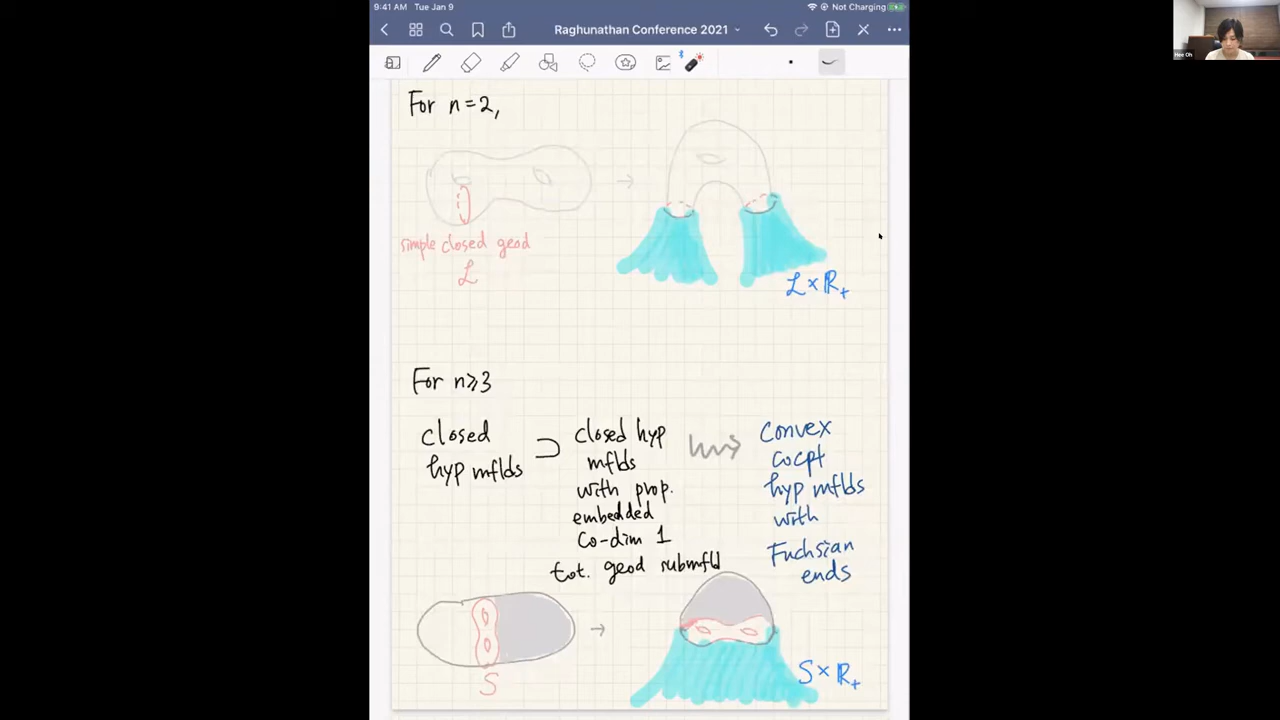 9:41 AM Tue Jan 9
Not Charging
Raghunathan Conference 2021
Hee Oh
For n=2,
simple closed geod
ℒ
ℒ × ℝ₊
For n⩾3
closed
hyp mflds
⊃
closed hyp
mflds
with prop.
embedded
co-dim 1
tot. geod submfld
Convex
cocpt
hyp mflds
with
Fuchsian
ends
S
S × ℝ₊